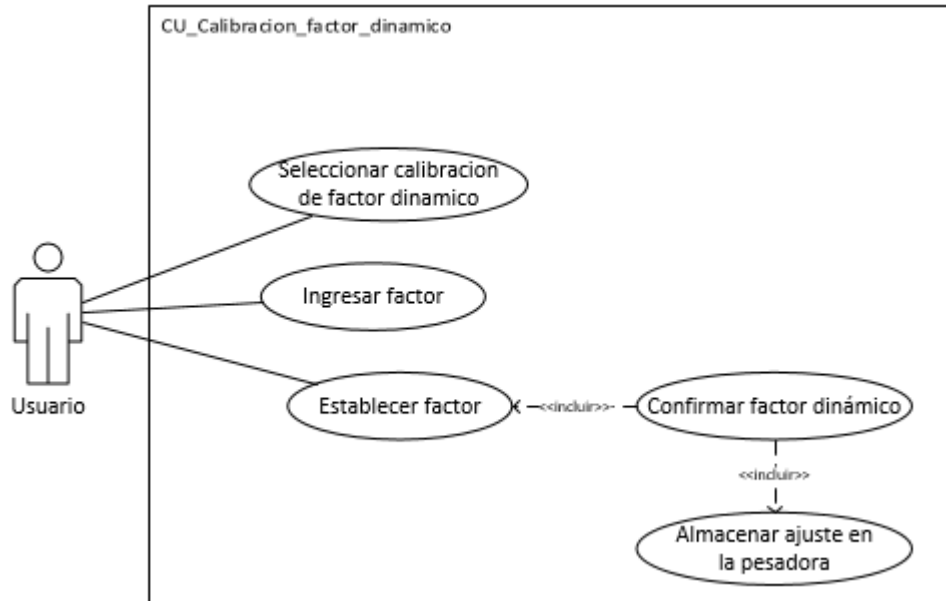 CU_Calibracion_factor_dinamico
Seleccionar calibracion
de factor dinamico
Ingresar factor
Usuario
Establecer factor
<<incluir>>
Confirmar factor dinámico
<<incluir>>
Almacenar ajuste en
la pesadora